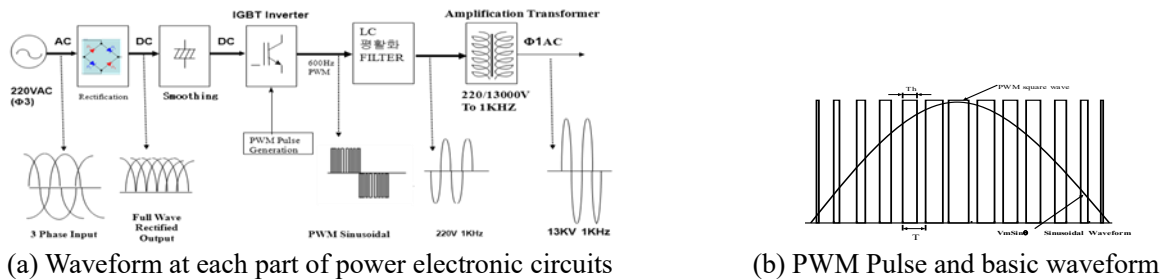 IGBT Inverter
Amplification Transformer
AC
DC
DC
LC
평활화
FILTER
Φ1AC
600Hz
PWM
220VAC
(Φ3)
Rectification
Smoothing
220/13000V
To 1KHZ
PWM Pulse
Generation
3 Phase Input
Full Wave
Rectified
Output
PWM Sinusoidal
220V 1KHz
13KV 1KHz
(a) Waveform at each part of power electronic circuits
Th
PWM square wave
T
VmSinθ Sinusoidal Waveform
(b) PWM Pulse and basic waveform